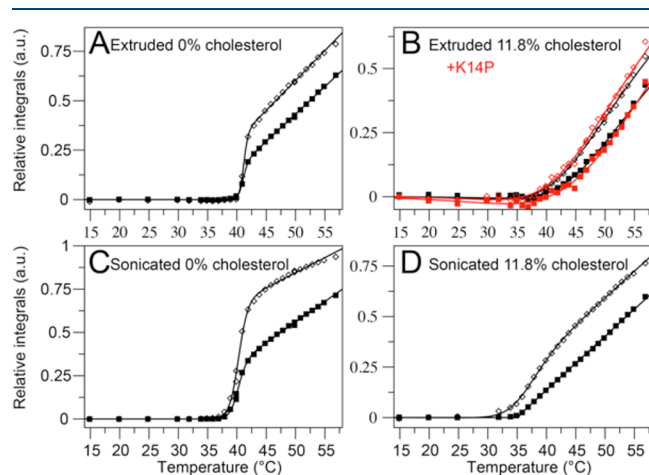 A Extruded 0% cholesterol
B Extruded 11.8% cholesterol
+K14P
Relative integrals (a.u.)
0.75
0.5
0.25
0
0.5
0.25
0
15 20 25 30 35 40 45 50 55
15 20 25 30 35 40 45 50 55
C Sonicated 0% cholesterol
D Sonicated 11.8% cholesterol
Relative integrals (a.u.)
1
0.75
0.5
0.25
0
0.75
0.5
0.25
0
15 20 25 30 35 40 45 50 55
15 20 25 30 35 40 45 50 55
Temperature (°C)
Temperature (°C)